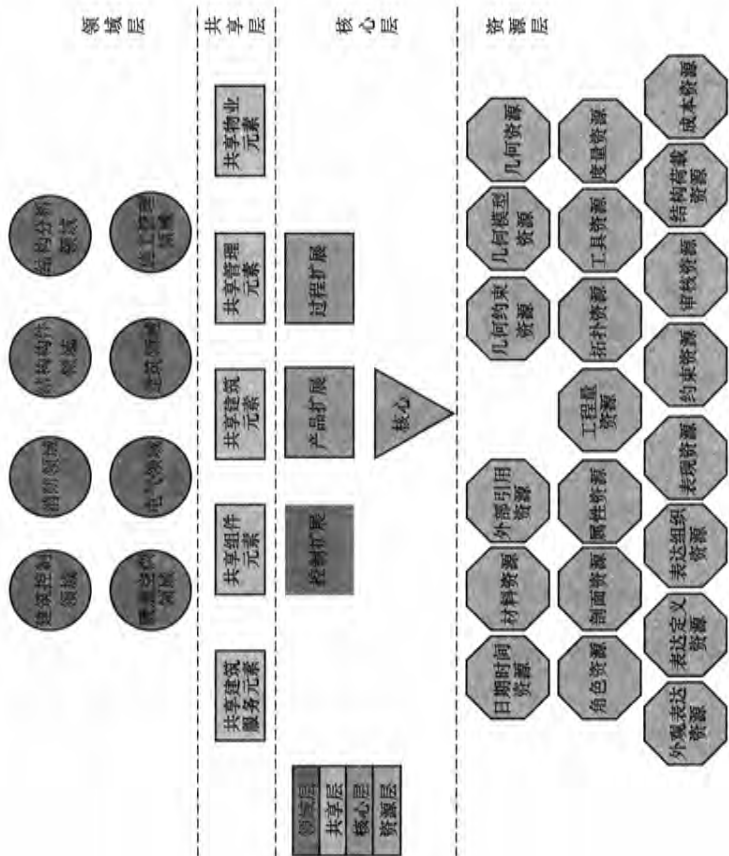 领域层
建筑控制
领域
消防领域
结构构件
领域
结构分析
领域
暖通空调
领域
电气领域
建筑领域
施工管理
领域
共享层
共享建筑
服务元素
共享组件
元素
共享建筑
元素
共享管理
元素
共享物业
元素
核心层
控制扩展
产品扩展
过程扩展
核心
资源层
日期时间
资源
材料资源
外部引用
资源
几何约束
资源
几何模型
资源
几何资源
角色资源
剖面资源
属性资源
工程量
资源
拓扑资源
工具资源
度量资源
外观表达
资源
表达定义
资源
表达组织
资源
表现资源
约束资源
审核资源
结构荷载
资源
成本资源
领域层
共享层
核心层
资源层